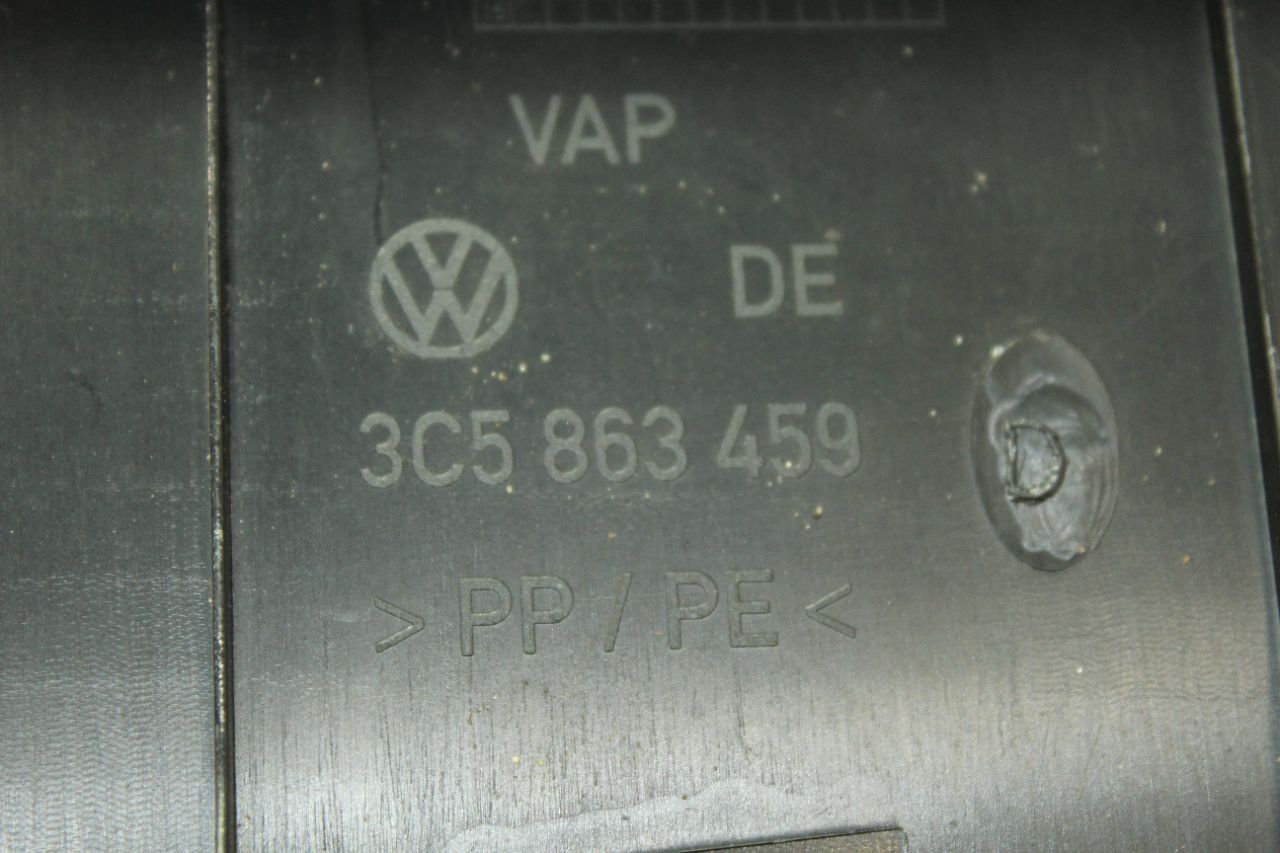 VAP
DE
3C5 863 459
>PP/PE<